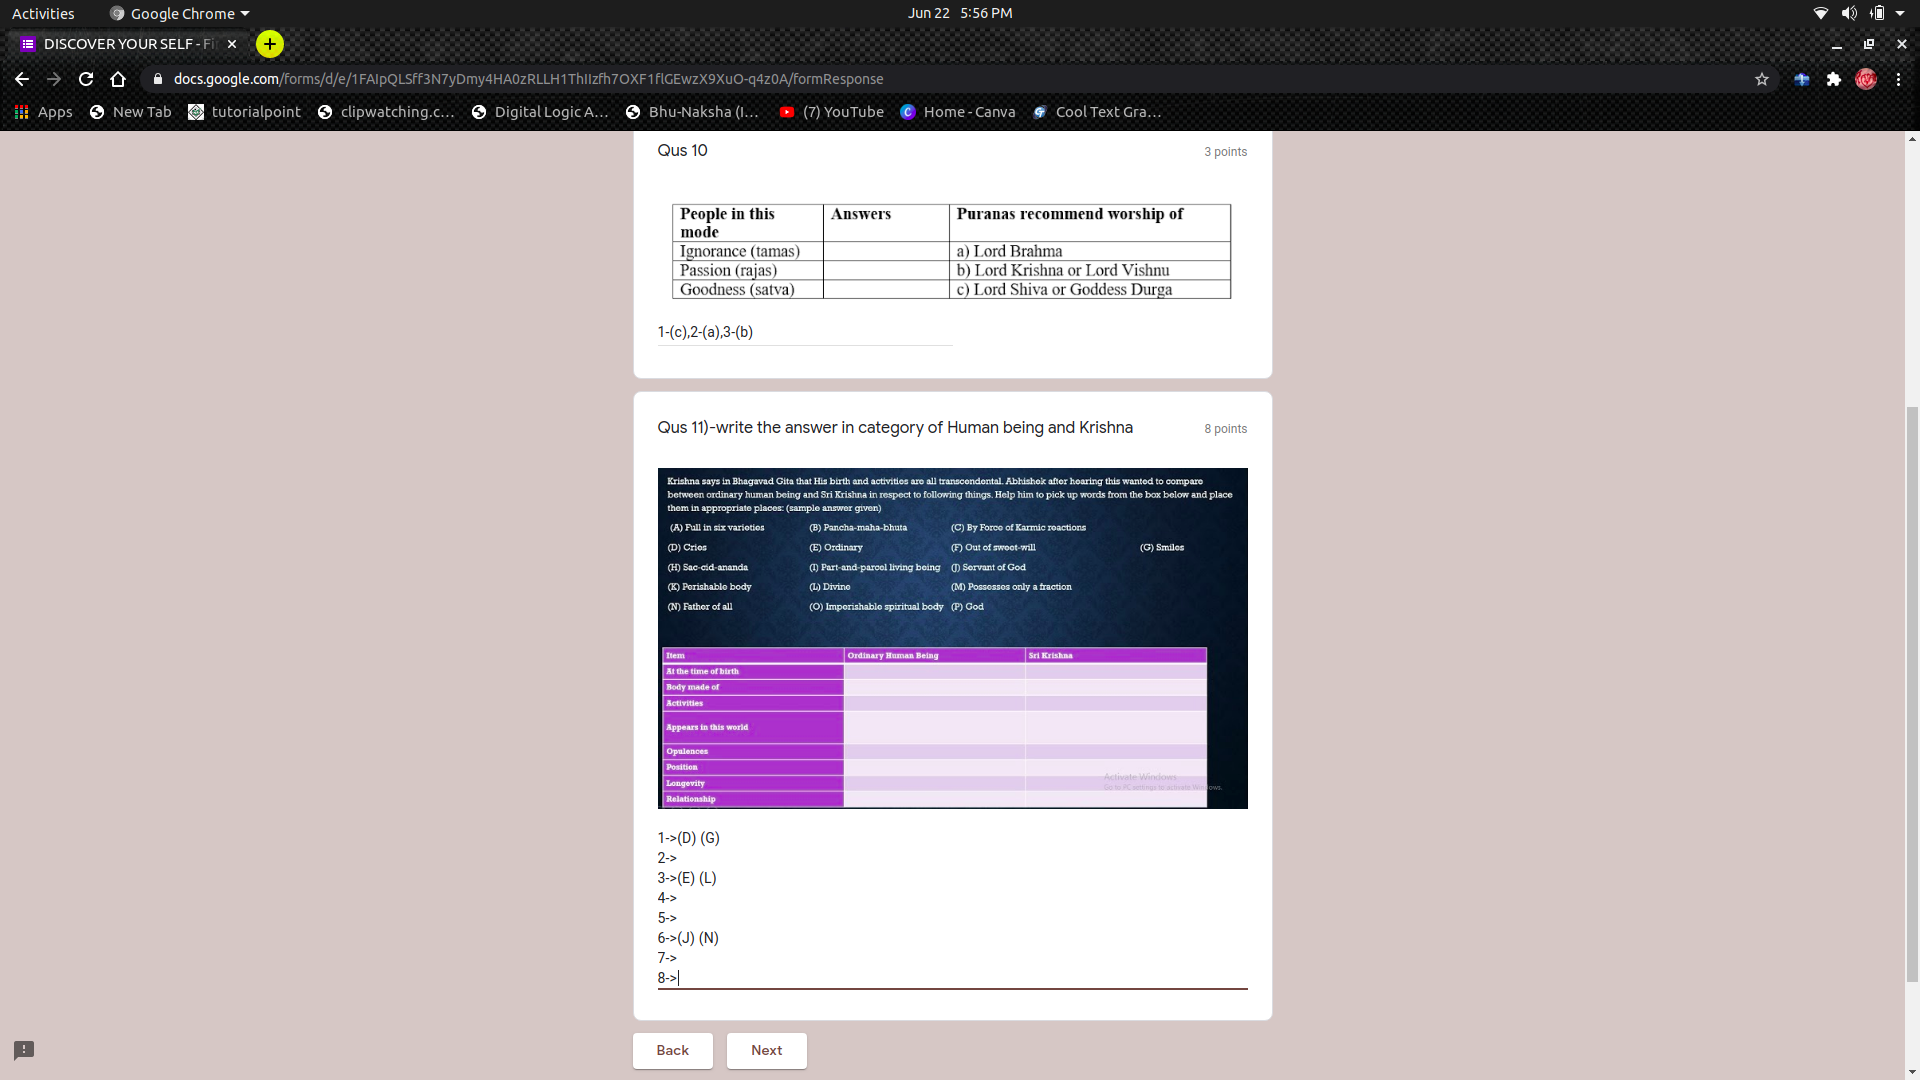 Activities
Google Chrome
Jun 22 5:56 PM
DISCOVER YOUR SELF - Fi
docs.google.com/forms/d/e/1FAIpQLSff3N7yDmy4HA0zRLLH1ThIIzfh7OXF1flGEwzX9XuO-q4z0A/formResponse
Apps
New Tab
tutorialpoint
clipwatching.c...
Digital Logic A...
Bhu-Naksha (I...
(7) YouTube
Home - Canva
Cool Text Gra...
Qus 10
3 points
People in this mode Answers Puranas recommend worship of
Ignorance (tamas) a) Lord Brahma
Passion (rajas) b) Lord Krishna or Lord Vishnu
Goodness (satva) c) Lord Shiva or Goddess Durga
1-(c),2-(a),3-(b)
Qus 11)-write the answer in category of Human being and Krishna
8 points
Krishna says in Bhagavad Gita that His birth and activities are all transcendental. Abhishek after hearing this wanted to compare
between ordinary human being and Sri Krishna in respect to following things. Help him to pick up words from the box below and place
them in appropriate places: (sample answer given)
(A) Full in six varieties (B) Pancha-maha-bhuta (C) By Force of Karmic reactions
(D) Cries (E) Ordinary (F) Out of sweet-will (G) Smiles
(H) Sac-cid-ananda (I) Part-and-parcel living being (J) Servant of God
(K) Perishable body (L) Divine (M) Possesses only a fraction
(N) Father of all (O) Imperishable spiritual body (P) God
Item Ordinary Human Being Sri Krishna
At the time of birth
Body made of
Activities
Appears in this world
Opulences
Position
Longevity
Relationship
Activate Windows
Go to PC settings to activate Windows.
1->(D) (G)
2->
3->(E) (L)
4->
5->
6->(J) (N)
7->
8->
Back
Next